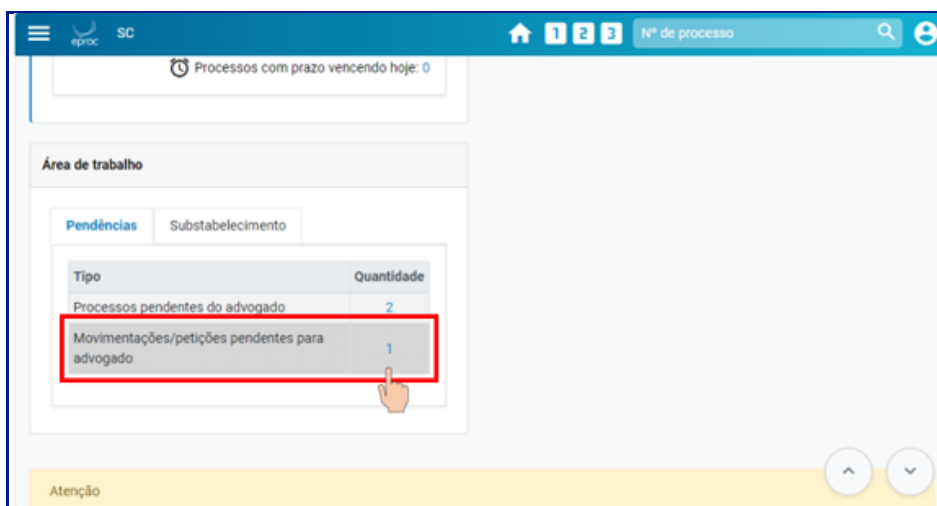 eproc SC 1 2 3 Nº de processo
Processos com prazo vencendo hoje: 0
Área de trabalho
Pendências Substabelecimento
Tipo Quantidade
Processos pendentes do advogado 2
Movimentações/petições pendentes para
advogado 1
Atenção